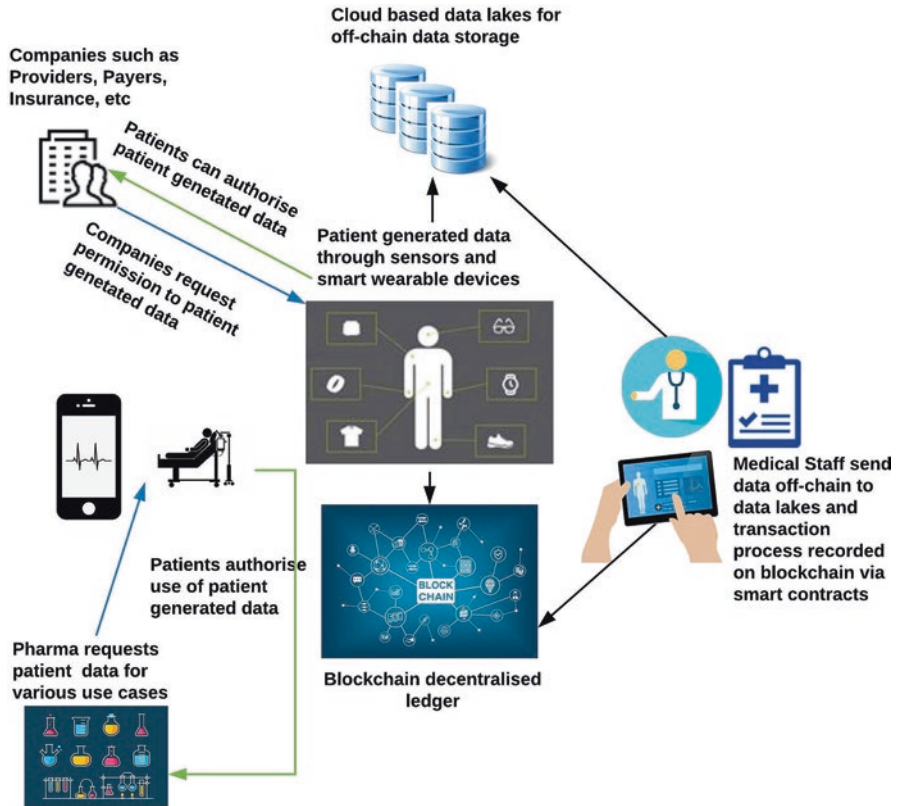 Cloud based data lakes for
off-chain data storage
Companies such as
Providers, Payers,
Insurance, etc
Patients can authorise
patient genetated data
Companies request
permission to patient
genetated data
Patient generated data
through sensors and
smart wearable devices
Medical Staff send
data off-chain to
data lakes and
transaction
process recorded
on blockchain via
smart contracts
Patients authorise
use of patient
generated data
BLOCK
CHAIN
Pharma requests
patient data for
various use cases
Blockchain decentralised
ledger